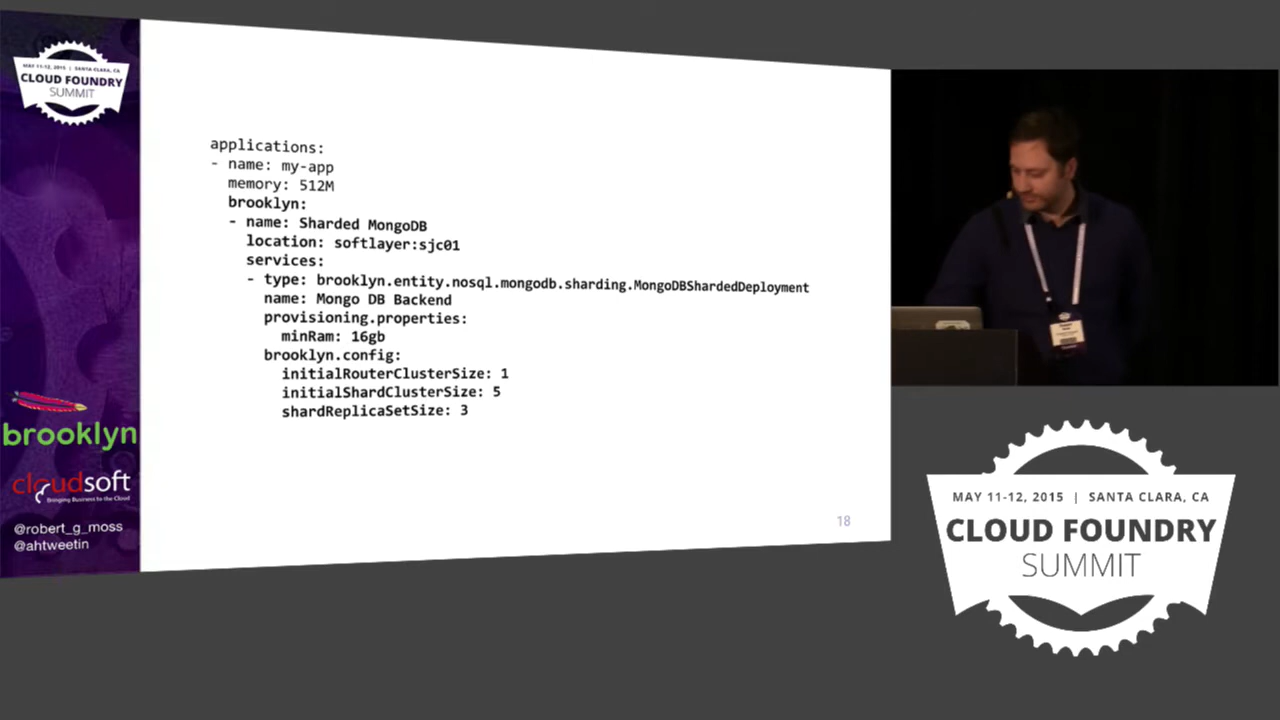 MAY 11-12, 2015 | SANTA CLARA, CA
CLOUD FOUNDRY
SUMMIT
applications:
- name: my-app
memory: 512M
brooklyn:
- name: Sharded MongoDB
location: softlayer:sjc01
services:
- type: brooklyn.entity.nosql.mongodb.sharding.MongoDBShardedDeployment
name: Mongo DB Backend
provisioning.properties:
minRam: 16gb
brooklyn.config:
initialRouterClusterSize: 1
initialShardClusterSize: 5
shardReplicaSetSize: 3
18
brooklyn
cloudsoft
Bringing Business to the Cloud
@robert_g_moss
@ahtweetin
MAY 11-12, 2015 | SANTA CLARA, CA
CLOUD FOUNDRY
SUMMIT